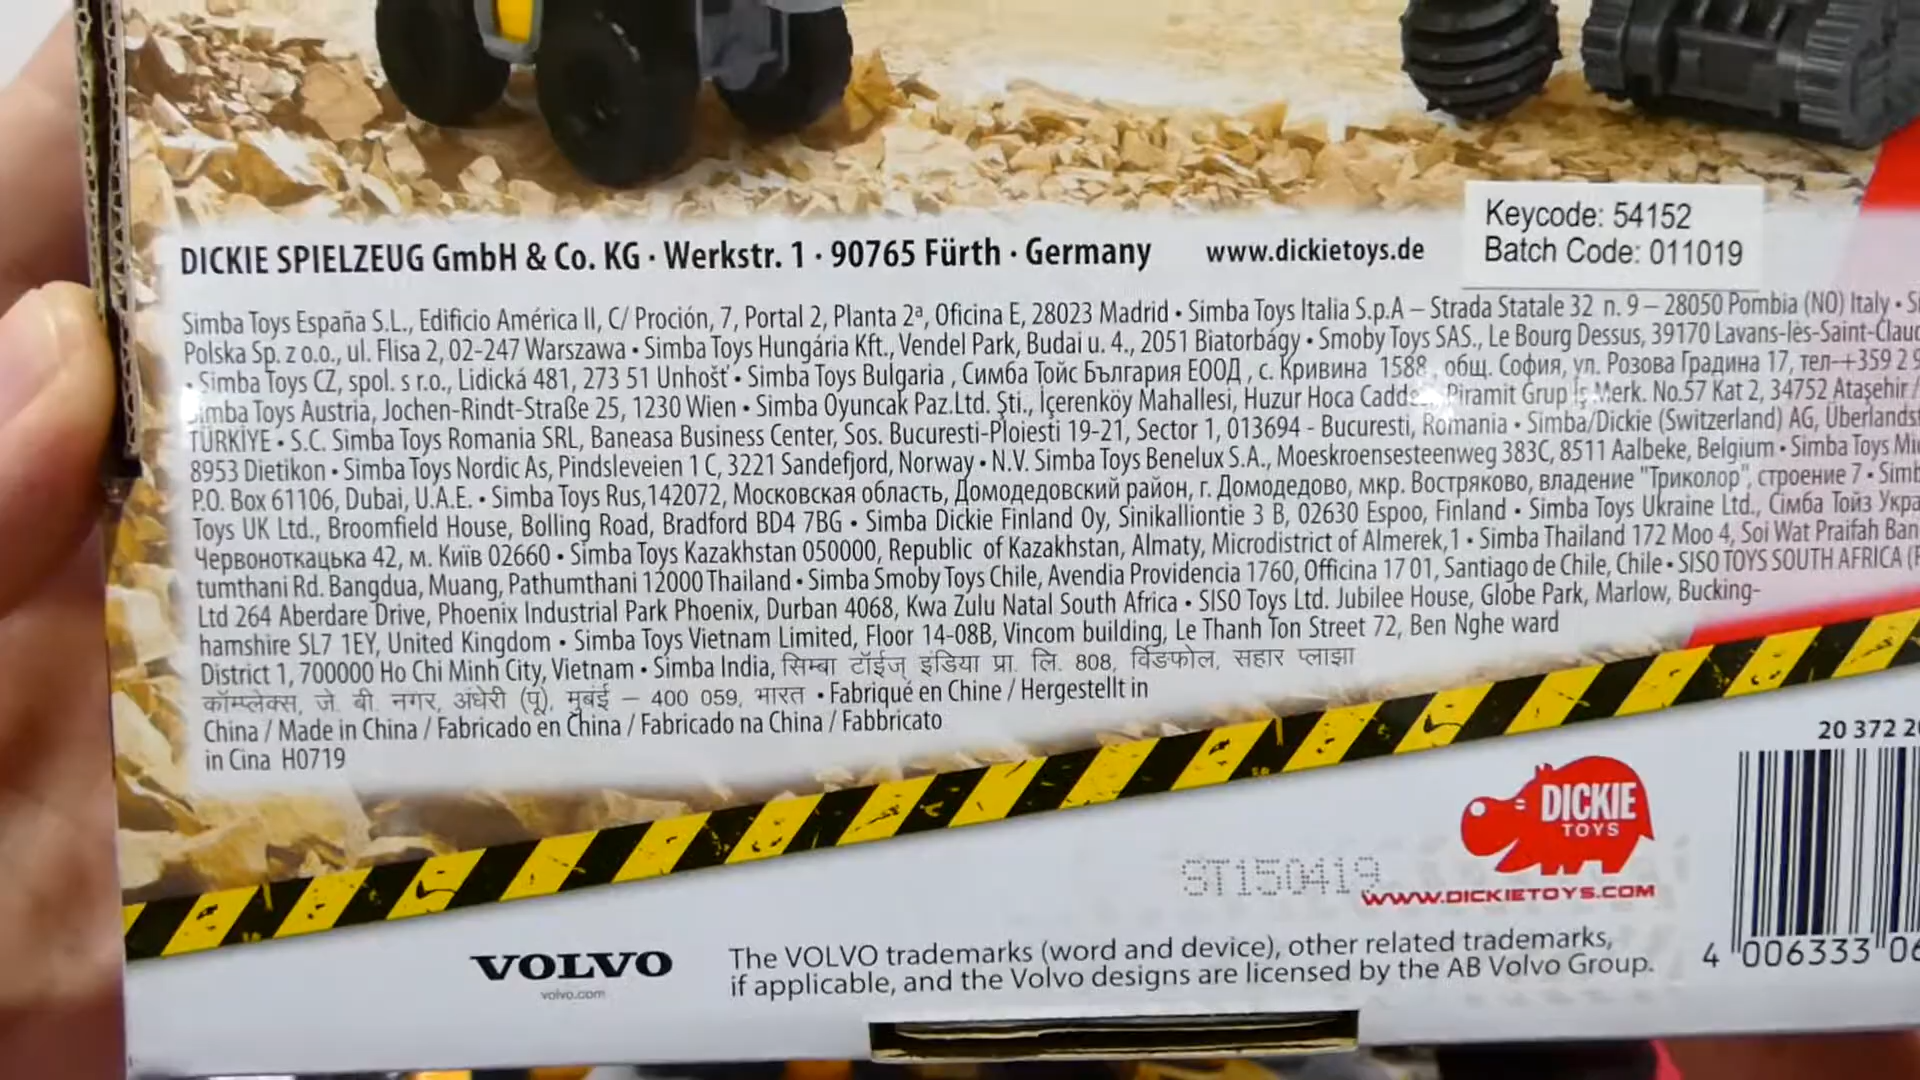 Keycode: 54152
Batch Code: 011019
DICKIE SPIELZEUG GmbH & Co. KG · Werkstr. 1 · 90765 Fürth · Germany www.dickietoys.de
Simba Toys España S.L., Edificio América II, C/ Proción, 7, Portal 2, Planta 2ª, Oficina E, 28023 Madrid • Simba Toys Italia S.p.A – Strada Statale 32 n. 9 – 28050 Pombia (NO) Italy •
Polska Sp. z o.o., ul. Flisa 2, 02-247 Warszawa • Simba Toys Hungária Kft., Vendel Park, Budai u. 4., 2051 Biatorbágy • Smoby Toys SAS., Le Bourg Dessus, 39170 Lavans-lès-Saint-Clau
• Simba Toys CZ, spol. s r.o., Lidická 481, 273 51 Unhošť • Simba Toys Bulgaria , Симба Тойс България ЕООД , с. Кривина 1588, общ. София, ул. Розова Градина 17, тел-+359 2 9
Simba Toys Austria, Jochen-Rindt-Straße 25, 1230 Wien • Simba Oyuncak Paz.Ltd. Şti., İçerenköy Mahallesi, Huzur Hoca Cadde Piramit Grup İş Merk. No.57 Kat 2, 34752 Ataşehir /
TÜRKİYE • S.C. Simba Toys Romania SRL, Baneasa Business Center, Sos. Bucuresti-Ploiesti 19-21, Sector 1, 013694 - Bucuresti, Romania • Simba/Dickie (Switzerland) AG, Überlandst
8953 Dietikon • Simba Toys Nordic As, Pindsleveien 1 C, 3221 Sandefjord, Norway • N.V. Simba Toys Benelux S.A., Moeskroensesteenweg 383C, 8511 Aalbeke, Belgium • Simba Toys Mi
P.O. Box 61106, Dubai, U.A.E. • Simba Toys Rus,142072, Московская область, Домодедовский район, г. Домодедово, мкр. Востряково, владение "Триколор", строение 7 • Simb
Toys UK Ltd., Broomfield House, Bolling Road, Bradford BD4 7BG • Simba Dickie Finland Oy, Sinikalliontie 3 B, 02630 Espoo, Finland • Simba Toys Ukraine Ltd., Сімба Тойз Укра
Червоноткацька 42, м. Київ 02660 • Simba Toys Kazakhstan 050000, Republic of Kazakhstan, Almaty, Microdistrict of Almerek,1 • Simba Thailand 172 Moo 4, Soi Wat Praifah Ban
tumthani Rd. Bangdua, Muang, Pathumthani 12000 Thailand • Simba Smoby Toys Chile, Avendia Providencia 1760, Officina 1701, Santiago de Chile, Chile • SISO TOYS SOUTH AFRICA (P
Ltd 264 Aberdare Drive, Phoenix Industrial Park Phoenix, Durban 4068, Kwa Zulu Natal South Africa • SISO Toys Ltd. Jubilee House, Globe Park, Marlow, Bucking-
hamshire SL7 1EY, United Kingdom • Simba Toys Vietnam Limited, Floor 14-08B, Vincom building, Le Thanh Ton Street 72, Ben Nghe ward
District 1, 700000 Ho Chi Minh City, Vietnam • Simba India, सिम्बा टॉईज् इंडिया प्रा. लि. 808, विंडफोल, सहार प्लाझा
कॉम्प्लेक्स, जे. बी. नगर, अंधेरी (पू), मुंबई – 400 059, भारत • Fabriqué en Chine / Hergestellt in
China / Made in China / Fabricado en China / Fabricado na China / Fabbricato
in Cina H0719
20 372 2
DICKIE
TOYS
ST150419
WWW.DICKIETOYS.COM
VOLVO
volvo.com
The VOLVO trademarks (word and device), other related trademarks,
if applicable, and the Volvo designs are licensed by the AB Volvo Group.
4 006333 0